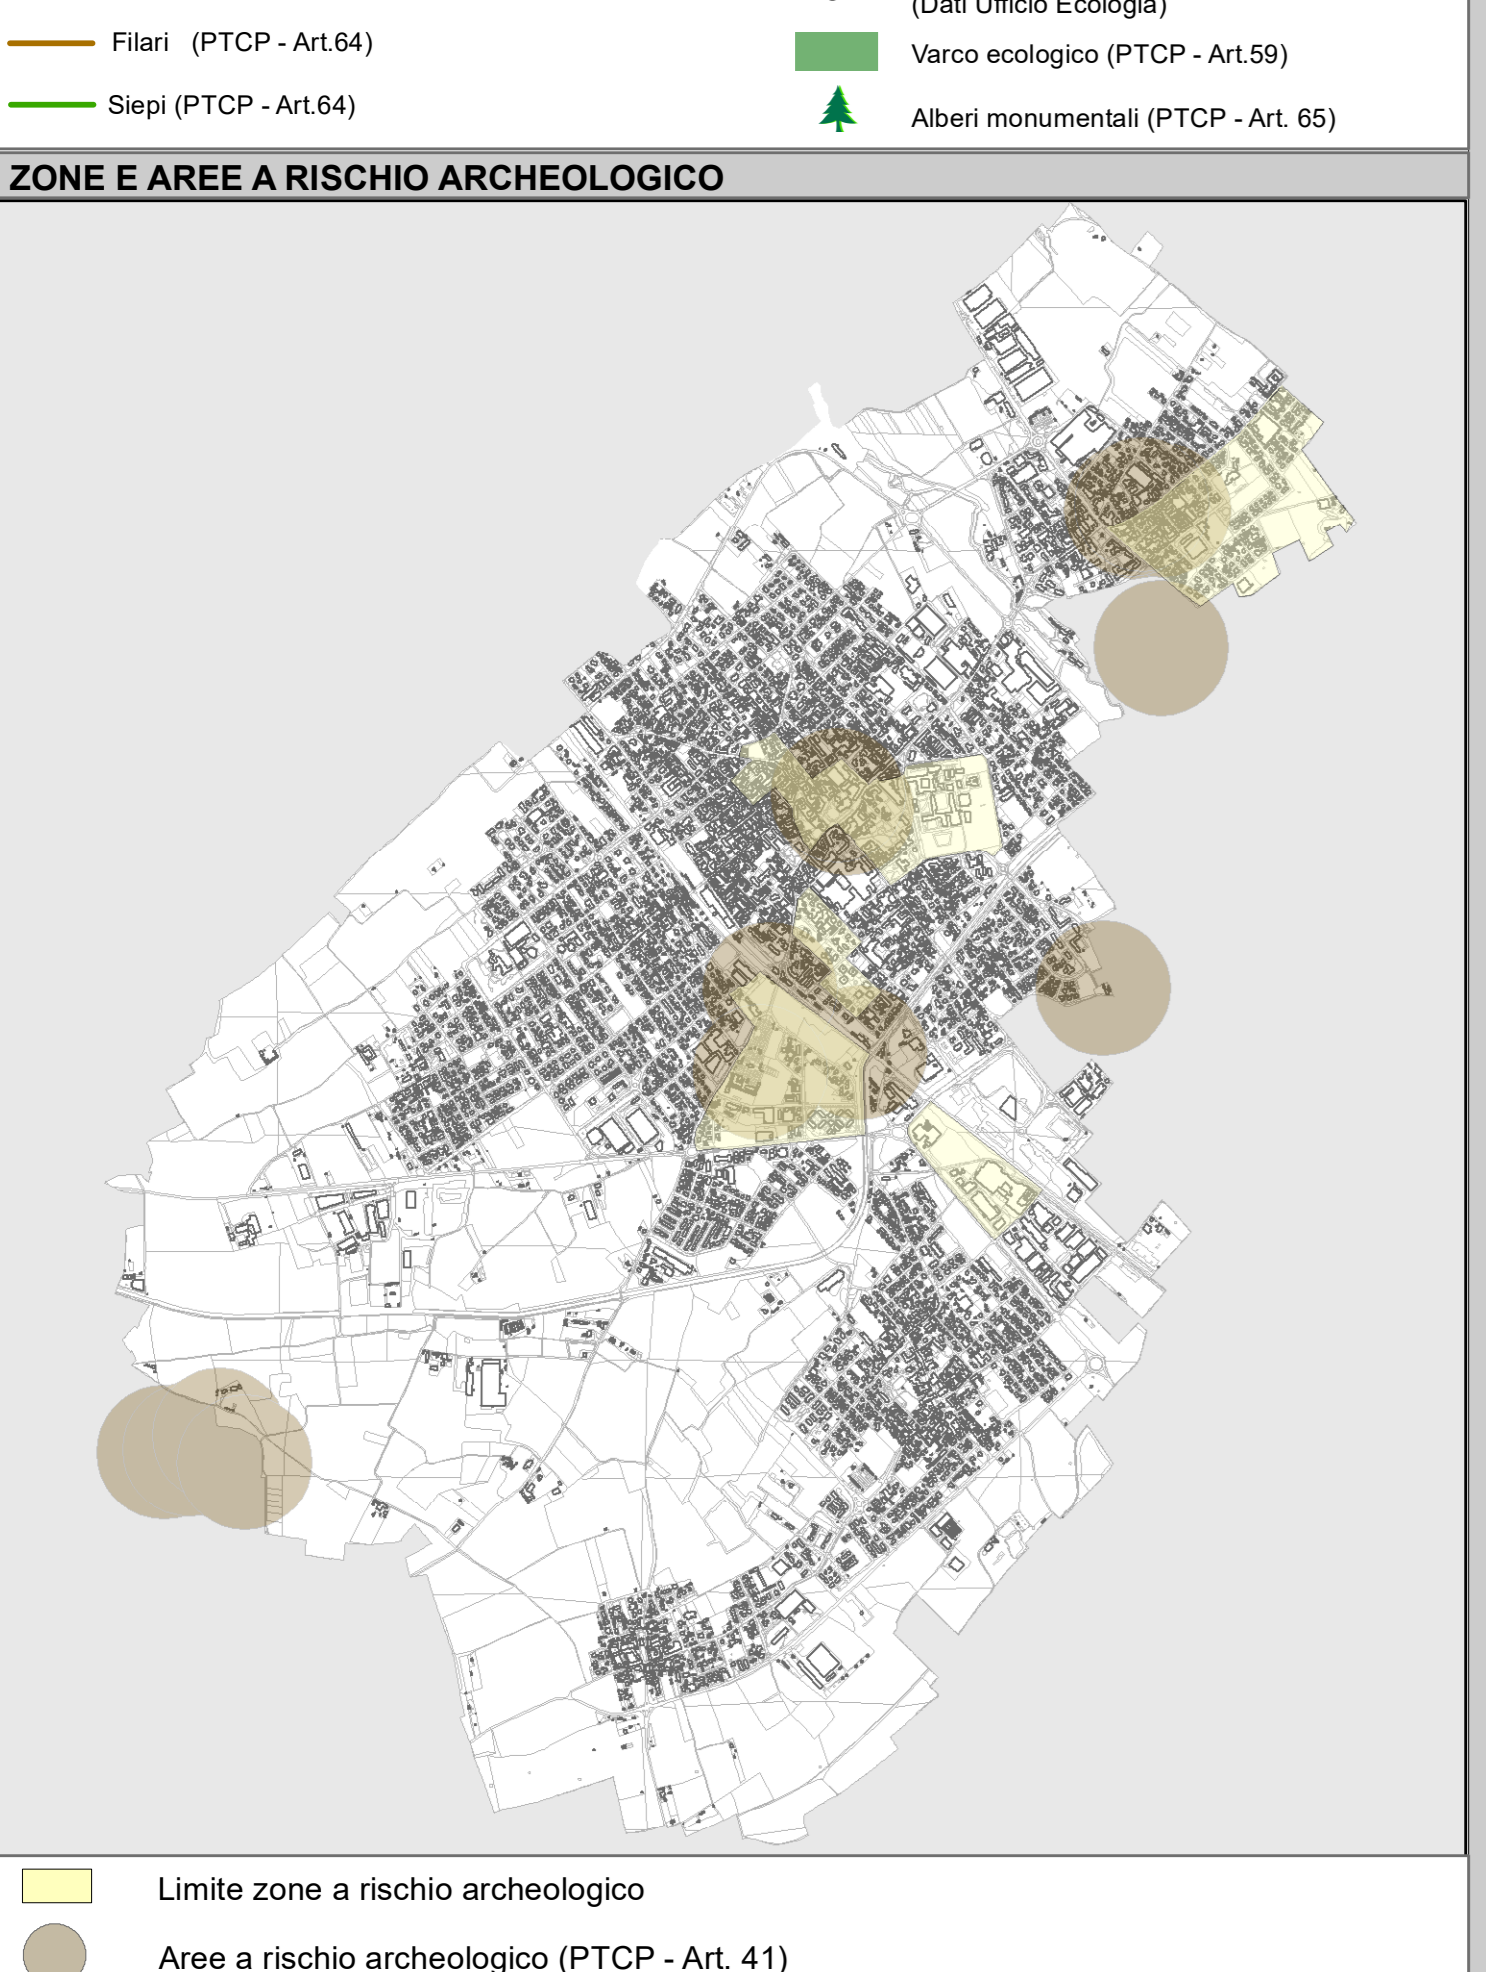 (Dati Ufficio Ecologia)
Filari (PTCP - Art.64)
Varco ecologico (PTCP - Art.59)
Siepi (PTCP - Art.64)
Alberi monumentali (PTCP - Art. 65)
ZONE E AREE A RISCHIO ARCHEOLOGICO
Limite zone a rischio archeologico
Aree a rischio archeologico (PTCP - Art. 41)